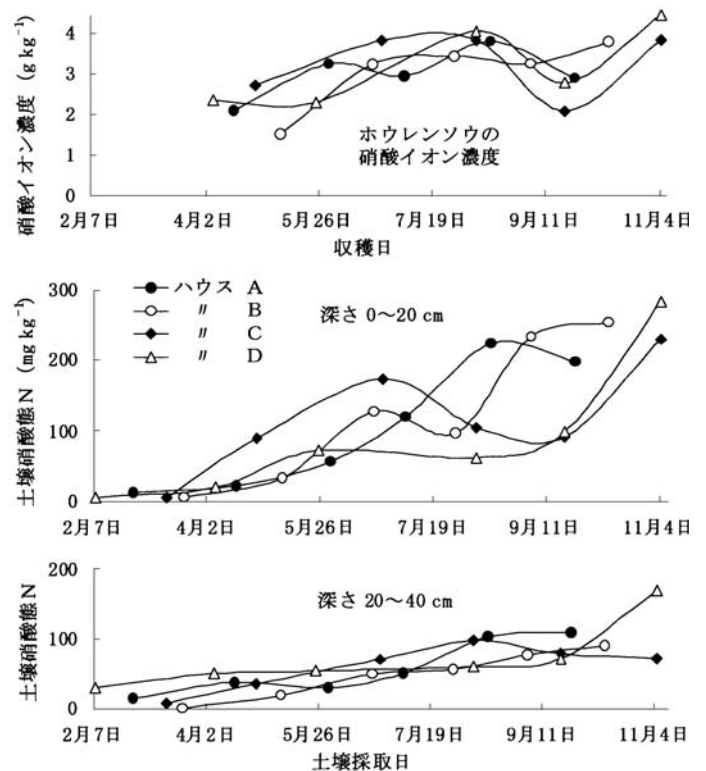 硝酸イオン濃度 (g kg⁻¹)
4
3
2
1
0
ホウレンソウの
硝酸イオン濃度
2月7日 4月2日 5月26日 7月19日 9月11日 11月4日
収穫日
土壌硝酸態N (mg kg⁻¹)
300
200
100
0
ハウス A
〃 B
〃 C
〃 D
深さ 0〜20 cm
2月7日 4月2日 5月26日 7月19日 9月11日 11月4日
土壌硝酸態N
200
100
0
深さ 20〜40 cm
2月7日 4月2日 5月26日 7月19日 9月11日 11月4日
土壌採取日